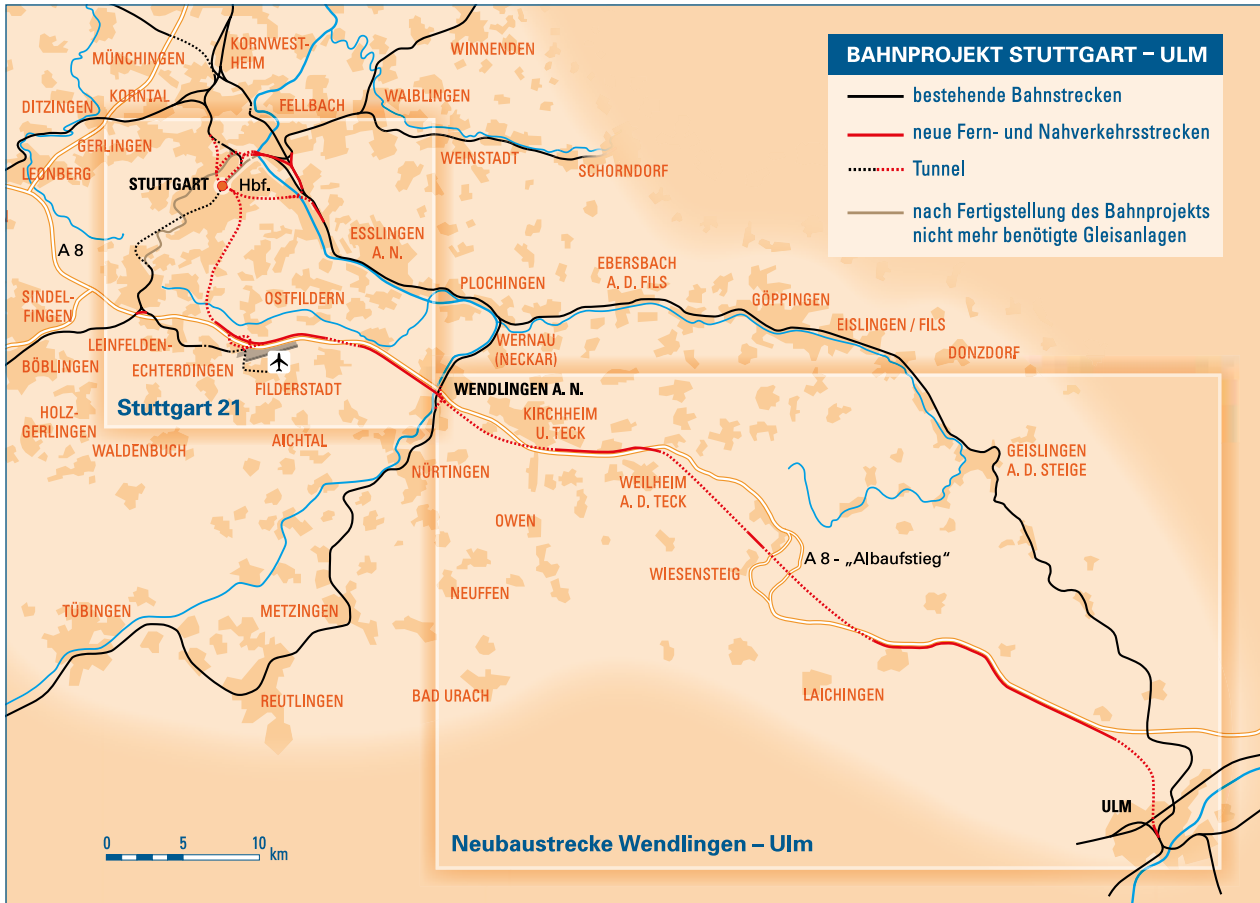 BAHNPROJEKT STUTTGART – ULM
bestehende Bahnstrecken
neue Fern- und Nahverkehrsstrecken
Tunnel
nach Fertigstellung des Bahnprojekts
nicht mehr benötigte Gleisanlagen
MÜNCHINGEN
KORNWEST-
HEIM
WINNENDEN
DITZINGEN
KORNTAL
FELLBACH
WAIBLINGEN
GERLINGEN
LEONBERG
WEINSTADT
SCHORNDORF
STUTTGART
Hbf.
A 8
ESSLINGEN
A. N.
SINDEL-
FINGEN
OSTFILDERN
PLOCHINGEN
EBERSBACH
A. D. FILS
GÖPPINGEN
EISLINGEN / FILS
DONZDORF
WERNAU
(NECKAR)
LEINFELDEN-
ECHTERDINGEN
BÖBLINGEN
FILDERSTADT
WENDLINGEN A. N.
Stuttgart 21
HOLZ-
GERLINGEN
WALDENBUCH
AICHTAL
KIRCHHEIM
U. TECK
NÜRTINGEN
WEILHEIM
A. D. TECK
GEISLINGEN
A. D. STEIGE
OWEN
A 8 - „Albaufstieg“
WIESENSTEIG
NEUFFEN
TÜBINGEN
METZINGEN
REUTLINGEN
BAD URACH
LAICHINGEN
ULM
0 5 10
km
Neubaustrecke Wendlingen – Ulm